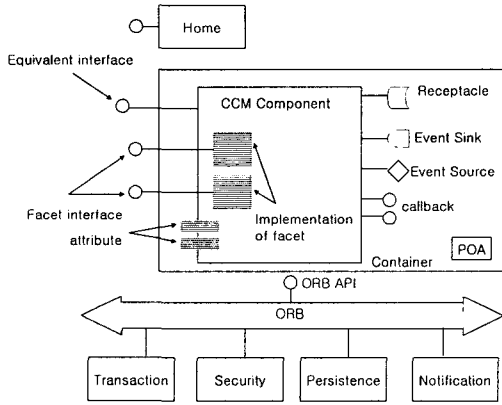 Home
Equivalent interface
CCM Component
Receptacle
Event Sink
Event Source
callback
Facet interface
attribute
Implementation
of facet
POA
Container
ORB API
ORB
Transaction
Security
Persistence
Notification